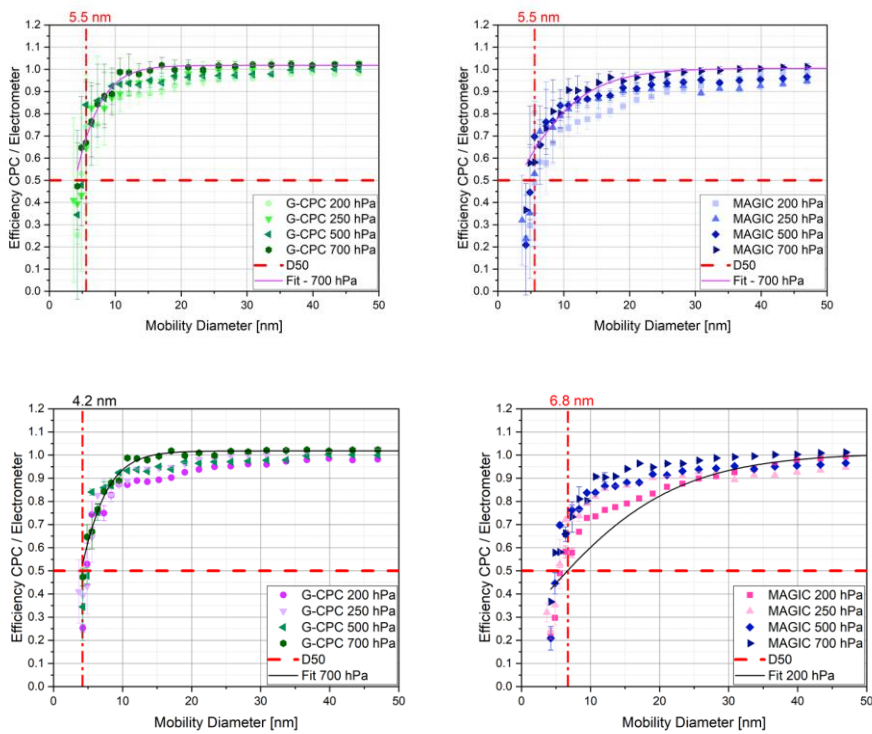 5.5 nm
1.2
1.1
1.0
0.9
0.8
0.7
0.6
0.5
0.4
0.3
0.2
0.1
0.0
Efficiency CPC / Electrometer
G-CPC 200 hPa
G-CPC 250 hPa
G-CPC 500 hPa
G-CPC 700 hPa
D50
Fit - 700 hPa
0 10 20 30 40 50
Mobility Diameter [nm]
5.5 nm
1.2
1.1
1.0
0.9
0.8
0.7
0.6
0.5
0.4
0.3
0.2
0.1
0.0
Efficiency CPC / Electrometer
MAGIC 200 hPa
MAGIC 250 hPa
MAGIC 500 hPa
MAGIC 700 hPa
D50
Fit - 700 hPa
0 10 20 30 40 50
Mobility Diameter [nm]
4.2 nm
1.2
1.1
1.0
0.9
0.8
0.7
0.6
0.5
0.4
0.3
0.2
0.1
0.0
Efficiency CPC / Electrometer
G-CPC 200 hPa
G-CPC 250 hPa
G-CPC 500 hPa
G-CPC 700 hPa
D50
Fit 700 hPa
0 10 20 30 40 50
Mobility Diameter [nm]
6.8 nm
1.2
1.1
1.0
0.9
0.8
0.7
0.6
0.5
0.4
0.3
0.2
0.1
0.0
Efficiency CPC / Electrometer
MAGIC 200 hPa
MAGIC 250 hPa
MAGIC 500 hPa
MAGIC 700 hPa
D50
Fit 200 hPa
0 10 20 30 40 50
Mobility Diameter [nm]